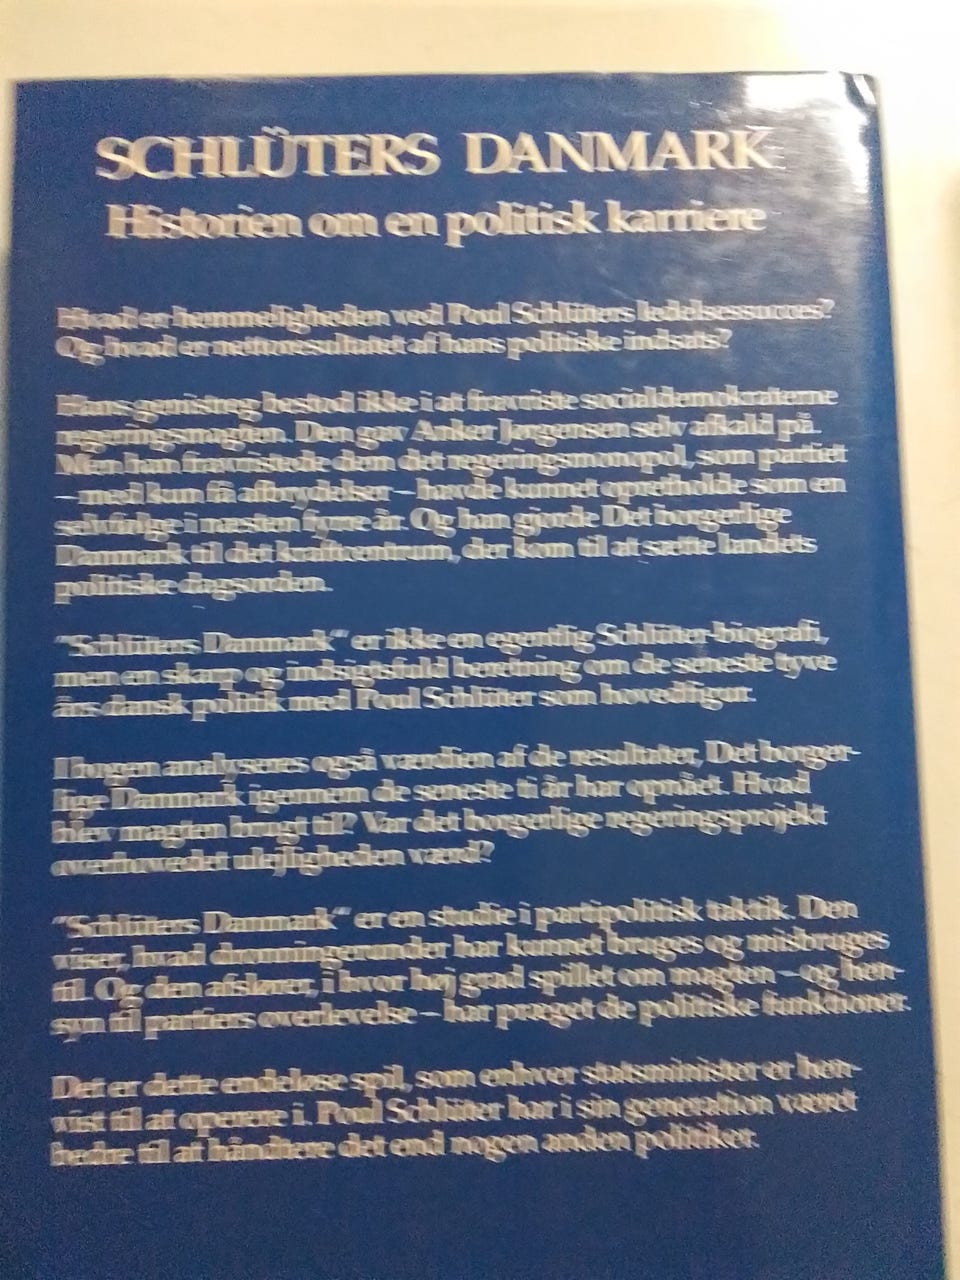 SCHLÜTERS DANMARK
Historien om en politisk karriere
Hvad er hemmeligheden ved Poul Schlüters ledelsessucces?
Og hvad er nettoresultatet af hans politiske indsats?
Hans genistreg bestod ikke i at fravriste socialdemokraterne
regeringsmagten. Den gav Anker Jørgensen selv afkald på.
Men han fravristede dem det regeringsmonopol, som partiet
– med kun få afbrydelser – havde kunnet opretholde som en
selvfølge i næsten fyrre år. Og han gjorde Det borgerlige
Danmark til det kraftcentrum, der kom til at sætte landets
politiske dagsorden.
"Schlüters Danmark" er ikke en egentlig Schlüter-biografi,
men en skarp og indsigtsfuld beretning om de seneste tyve
års dansk politik med Poul Schlüter som hovedfigur.
I bogen analyseres også værdien af de resultater, Det borger-
lige Danmark igennem de seneste ti år har opnået. Hvad
blev magten brugt til? Var det borgerlige regeringsprojekt
overhovedet ulejligheden værd?
"Schlüters Danmark" er en studie i partipolitisk taktik. Den
viser, hvad dronningerunder har kunnet bruges og misbruges
til. Og den afslører, i hvor høj grad spillet om magten – og hen-
syn til partiers overlevelse – har præget de politiske funktioner.
Det er dette endeløse spil, som enhver statsminister er hen-
vist til at operere i. Poul Schlüter har i sin generation været
bedre til at håndtere det end nogen anden politiker.